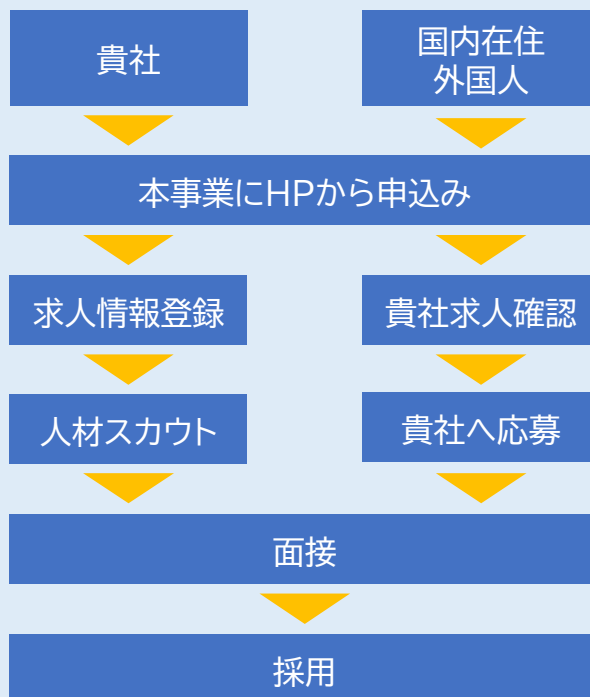 貴社
国内在住
外国人
本事業にHPから申込み
求人情報登録
貴社求人確認
人材スカウト
貴社へ応募
面接
採用